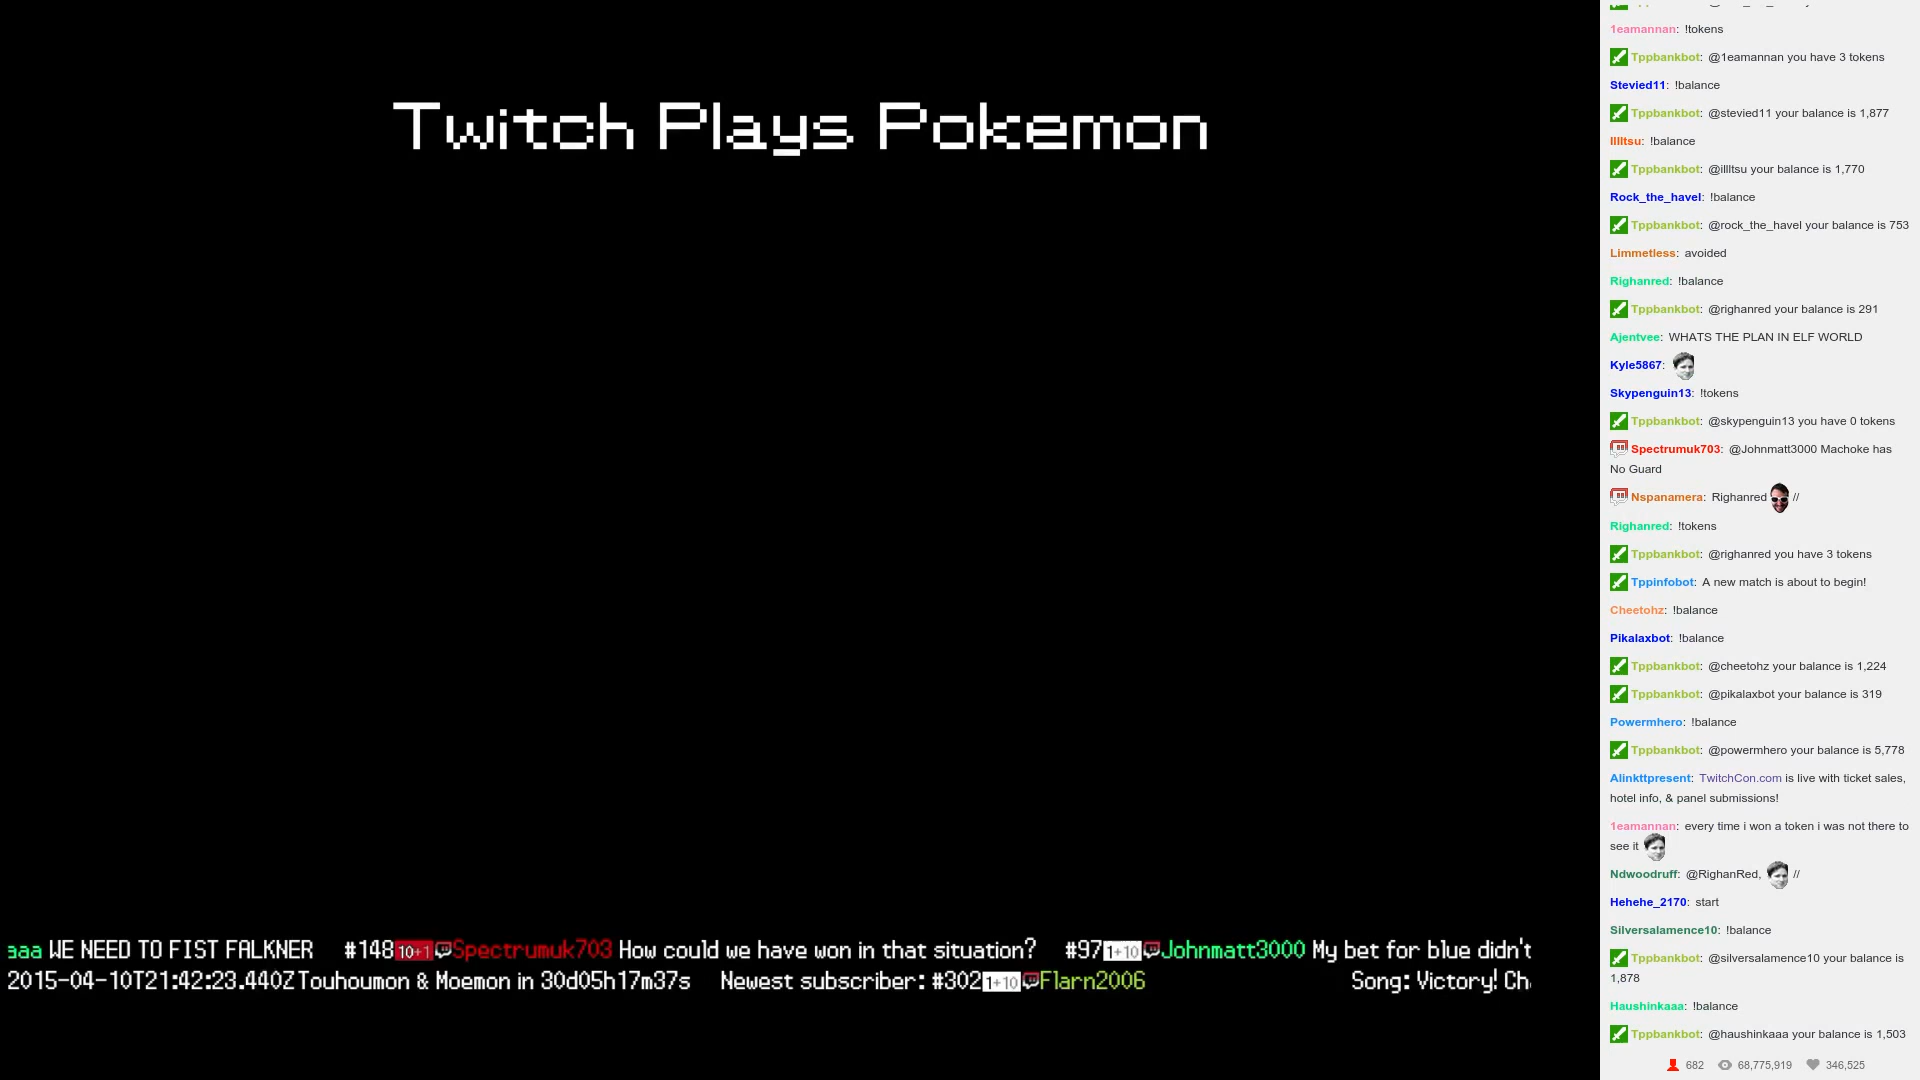 Twitch Plays Pokemon
aaa WE NEED TO FIST FALKNER #148 10+1 Spectrumuk703 How could we have won in that situation? #97 1+10 Johnmatt3000 My bet for blue didn't
2015-04-10T21:42:23.440Z Touhoumon & Moemon in 30d05h17m37s Newest subscriber: #302 1+10 Flarn2006 Song: Victory! Ch
1eamannan: !tokens
Tppbankbot: @1eamannan you have 3 tokens
Stevied11: !balance
Tppbankbot: @stevied11 your balance is 1,877
Illltsu: !balance
Tppbankbot: @illltsu your balance is 1,770
Rock_the_havel: !balance
Tppbankbot: @rock_the_havel your balance is 753
Limmetless: avoided
Righanred: !balance
Tppbankbot: @righanred your balance is 291
Ajentvee: WHATS THE PLAN IN ELF WORLD
Kyle5867:
Skypenguin13: !tokens
Tppbankbot: @skypenguin13 you have 0 tokens
Spectrumuk703: @Johnmatt3000 Machoke has
No Guard
Nspanamera: Righanred //
Righanred: !tokens
Tppbankbot: @righanred you have 3 tokens
Tppinfobot: A new match is about to begin!
Cheetohz: !balance
Pikalaxbot: !balance
Tppbankbot: @cheetohz your balance is 1,224
Tppbankbot: @pikalaxbot your balance is 319
Powermhero: !balance
Tppbankbot: @powermhero your balance is 5,778
Alinkttpresent: TwitchCon.com is live with ticket sales,
hotel info, & panel submissions!
1eamannan: every time i won a token i was not there to
see it
Ndwoodruff: @RighanRed, //
Hehehe_2170: start
Silversalamence10: !balance
Tppbankbot: @silversalamence10 your balance is
1,878
Haushinkaaa: !balance
Tppbankbot: @haushinkaaa your balance is 1,503
682 68,775,919 346,525